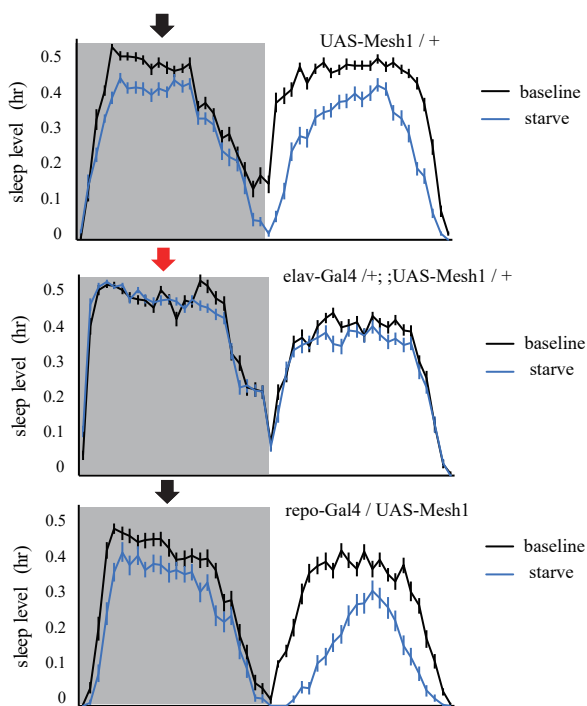 UAS-Mesh1 / +
0.5
0.4
0.3
0.2
0.1
0
sleep level (hr)
baseline
starve
elav-Gal4 /+; ;UAS-Mesh1 / +
0.5
0.4
0.3
0.2
0.1
0
sleep level (hr)
baseline
starve
repo-Gal4 / UAS-Mesh1
0.5
0.4
0.3
0.2
0.1
0
sleep level (hr)
baseline
starve